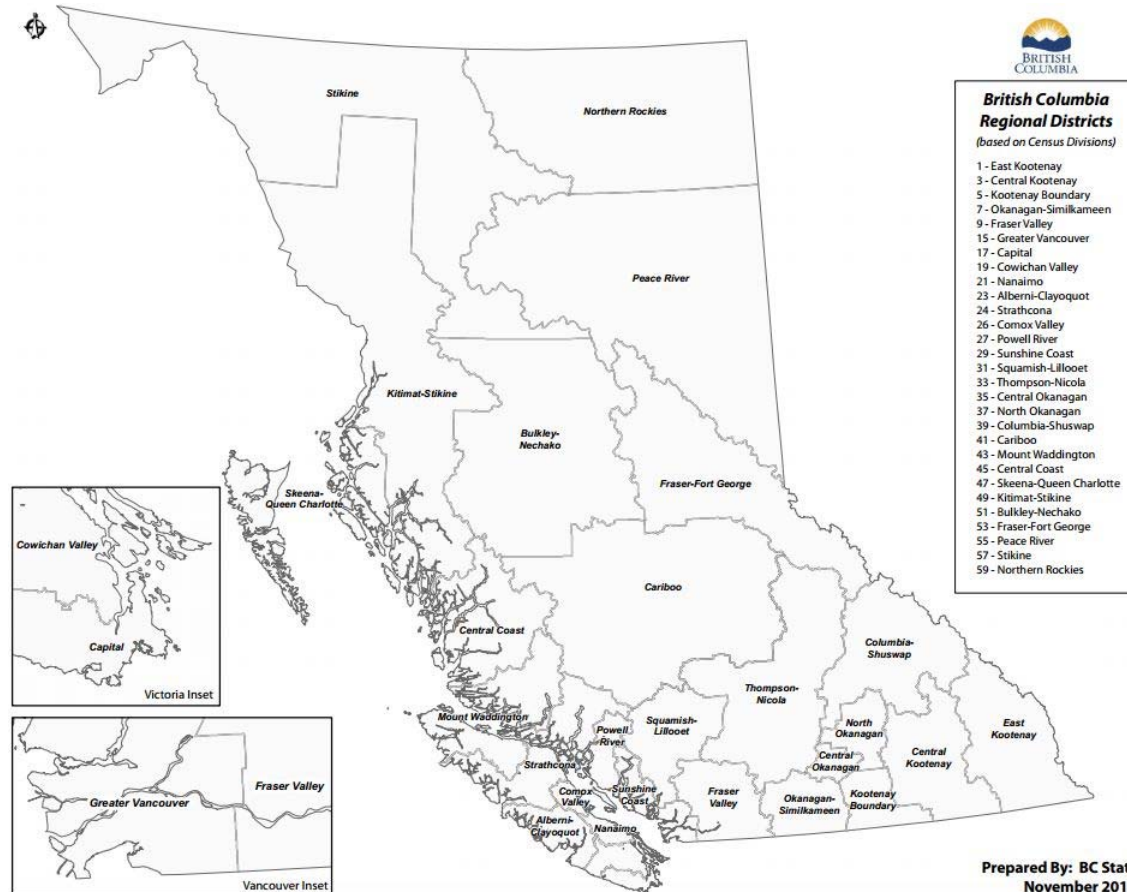 BRITISH
COLUMBIA
British Columbia
Regional Districts
(based on Census Divisions)
1 - East Kootenay
3 - Central Kootenay
5 - Kootenay Boundary
7 - Okanagan-Similkameen
9 - Fraser Valley
15 - Greater Vancouver
17 - Capital
19 - Cowichan Valley
21 - Nanaimo
23 - Alberni-Clayoquot
24 - Strathcona
26 - Comox Valley
27 - Powell River
29 - Sunshine Coast
31 - Squamish-Lillooet
33 - Thompson-Nicola
35 - Central Okanagan
37 - North Okanagan
39 - Columbia-Shuswap
41 - Cariboo
43 - Mount Waddington
45 - Central Coast
47 - Skeena-Queen Charlotte
49 - Kitimat-Stikine
51 - Bulkley-Nechako
53 - Fraser-Fort George
55 - Peace River
57 - Stikine
59 - Northern Rockies
Stikine
Northern Rockies
Peace River
Kitimat-Stikine
Bulkley-
Nechako
Skeena-
Queen Charlotte
Fraser-Fort George
Cariboo
Central Coast
Columbia-
Shuswap
Thompson-
Nicola
Mount Waddington
Powell
River
Squamish-
Lillooet
North
Okanagan
East
Kootenay
Central
Okanagan
Central
Kootenay
Strathcona
Comox
Valley
Sunshine
Coast
Fraser
Valley
Okanagan-
Similkameen
Kootenay
Boundary
Alberni-
Clayoquot
Nanaimo
Cowichan Valley
Capital
Victoria Inset
Greater Vancouver
Fraser Valley
Vancouver Inset
Prepared By: BC Stat
November 201